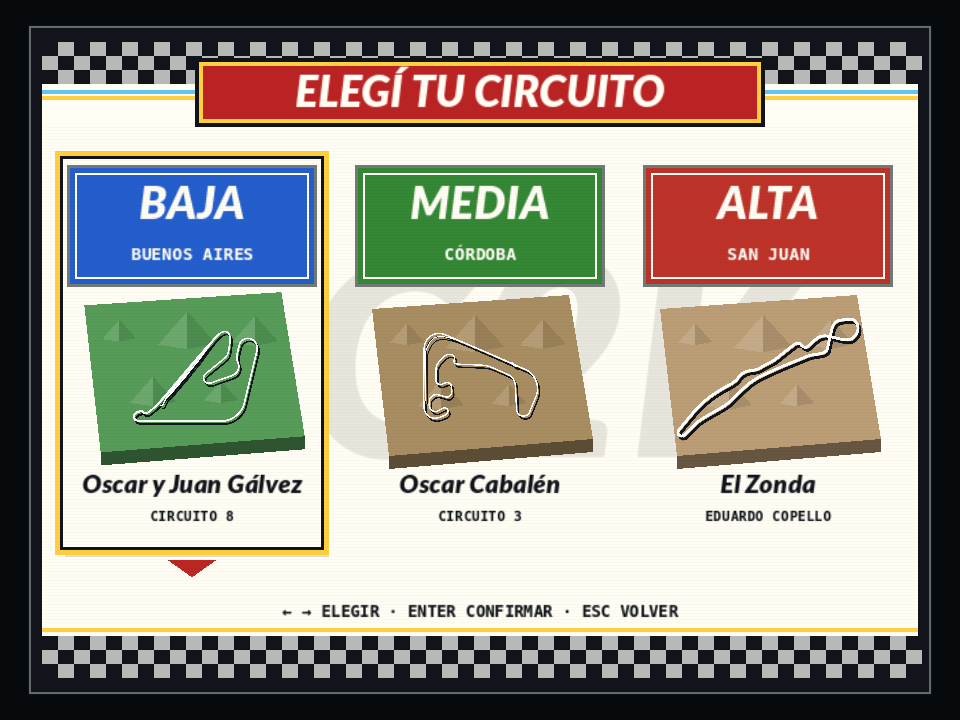 ELEGÍ TU CIRCUITO
BAJA
BUENOS AIRES
Oscar y Juan Gálvez
CIRCUITO 8
MEDIA
CÓRDOBA
Oscar Cabalén
CIRCUITO 3
ALTA
SAN JUAN
El Zonda
EDUARDO COPELLO
← → ELEGIR · ENTER CONFIRMAR · ESC VOLVER